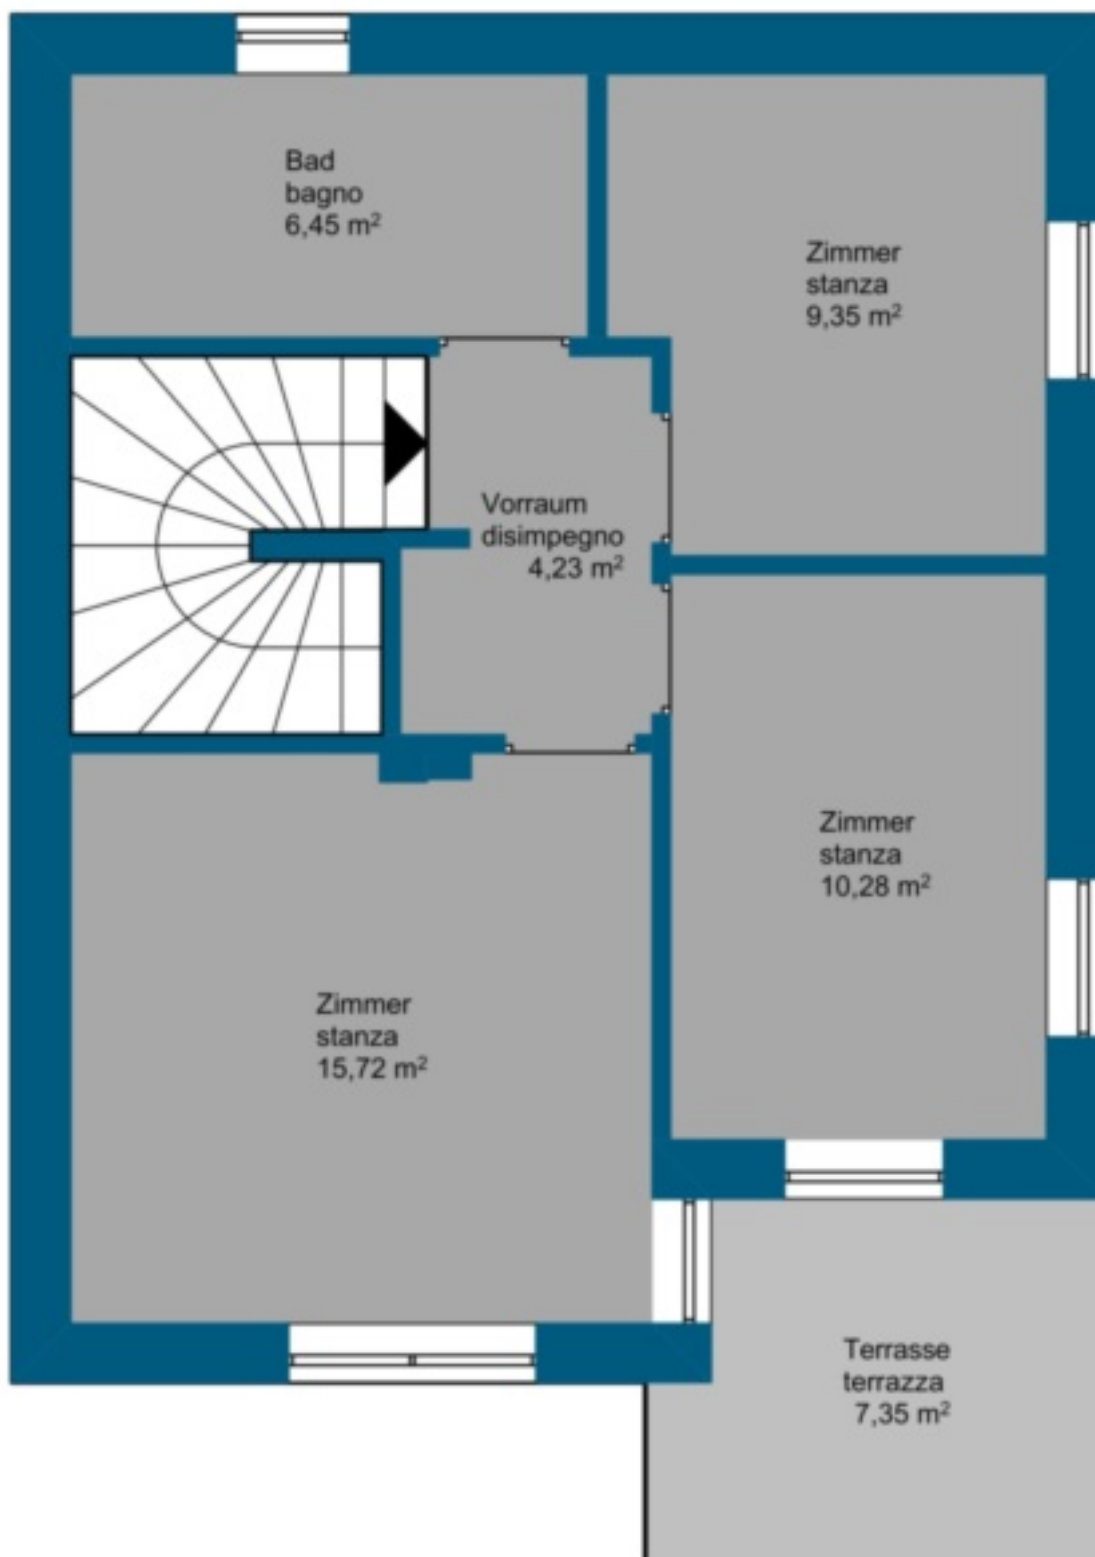 Bad
bagno
6,45 m²
Zimmer
stanza
9,35 m²
Vorraum
disimpegno
4,23 m²
Zimmer
stanza
10,28 m²
Zimmer
stanza
15,72 m²
Terrasse
terrazza
7,35 m²